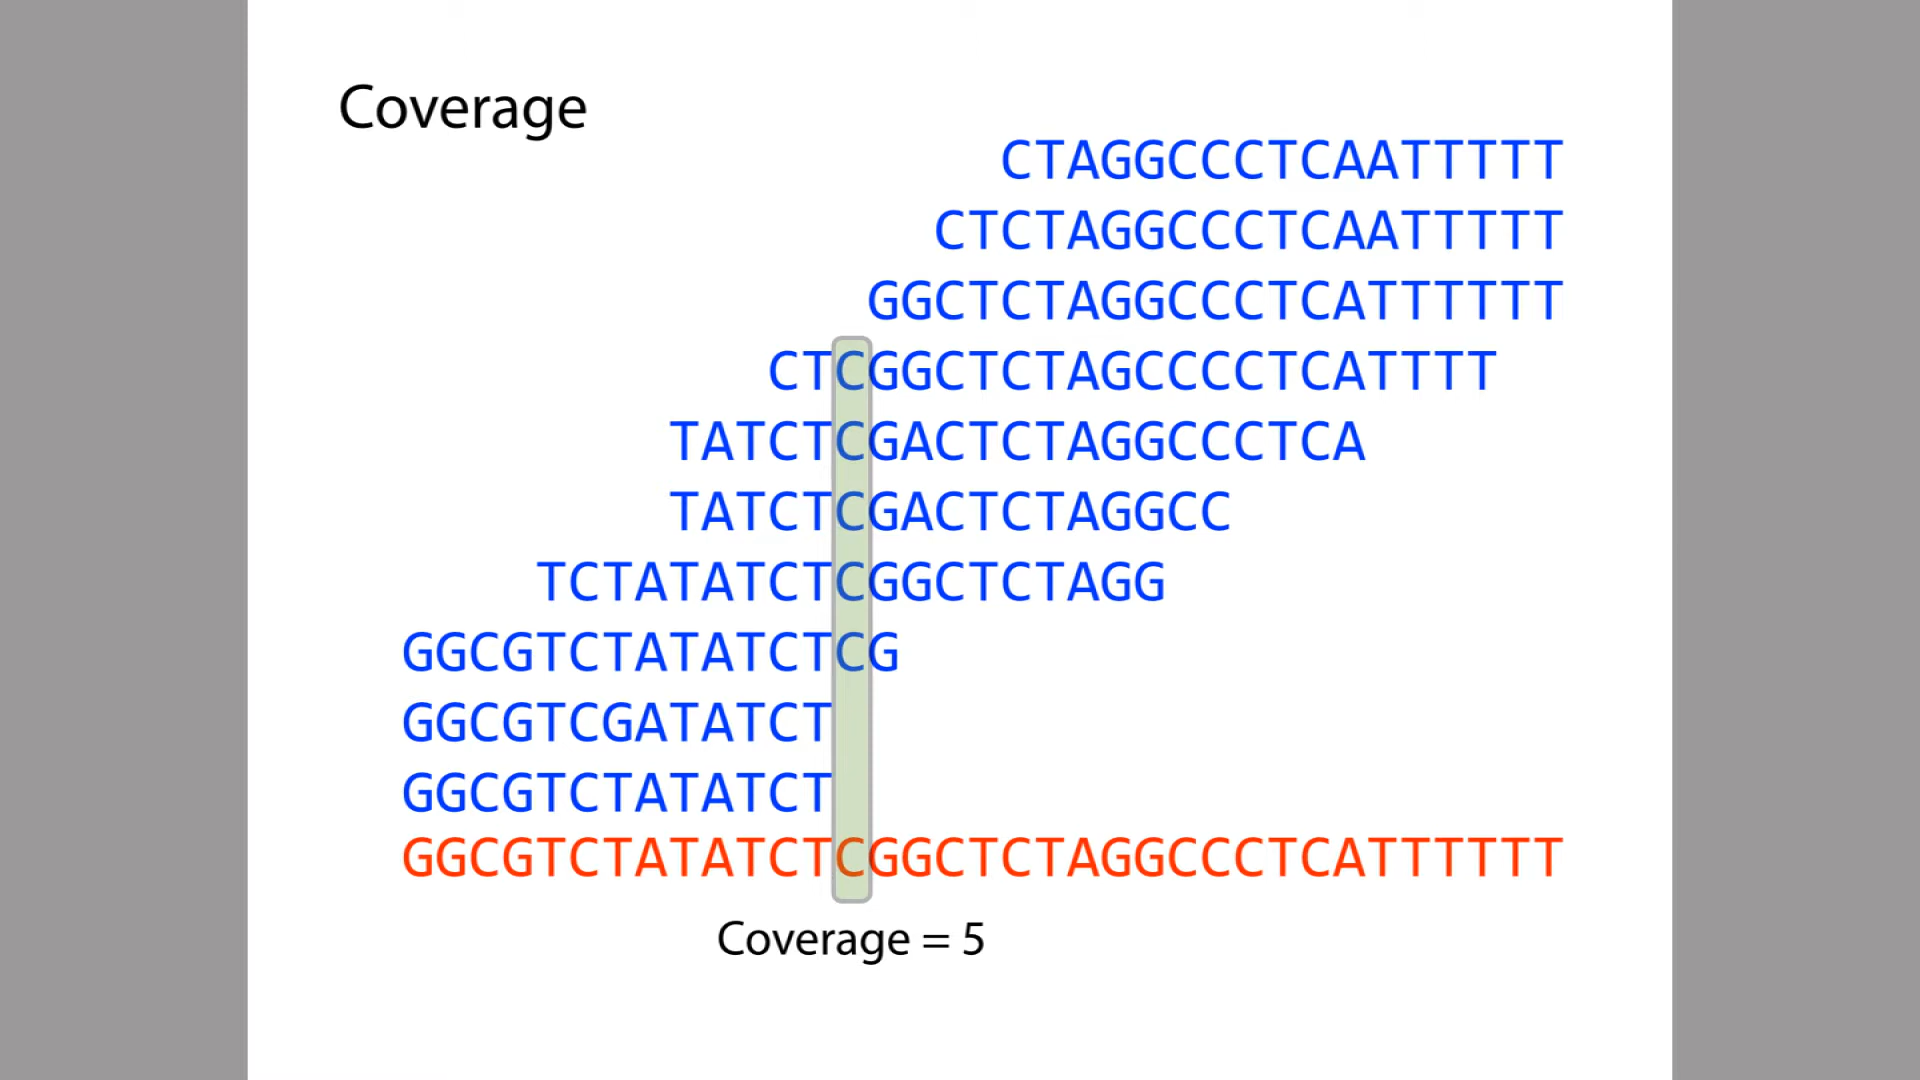 Coverage
CTAGGCCCTCAATTTTT
CTCTAGGCCCTCAATTTTT
GGCTCTAGGCCCTCATTTTTT
CTCGGCTCTAGCCCCTCATTTT
TATCTCGACTCTAGGCCCTCA
TATCTCGACTCTAGGCC
TCTATATCTCGGCTCTAGG
GGCGTCTATATCTCG
GGCGTCGATATCT
GGCGTCTATATCT
GGCGTCTATATCTCGGCTCTAGGCCCTCATTTTTT
Coverage = 5